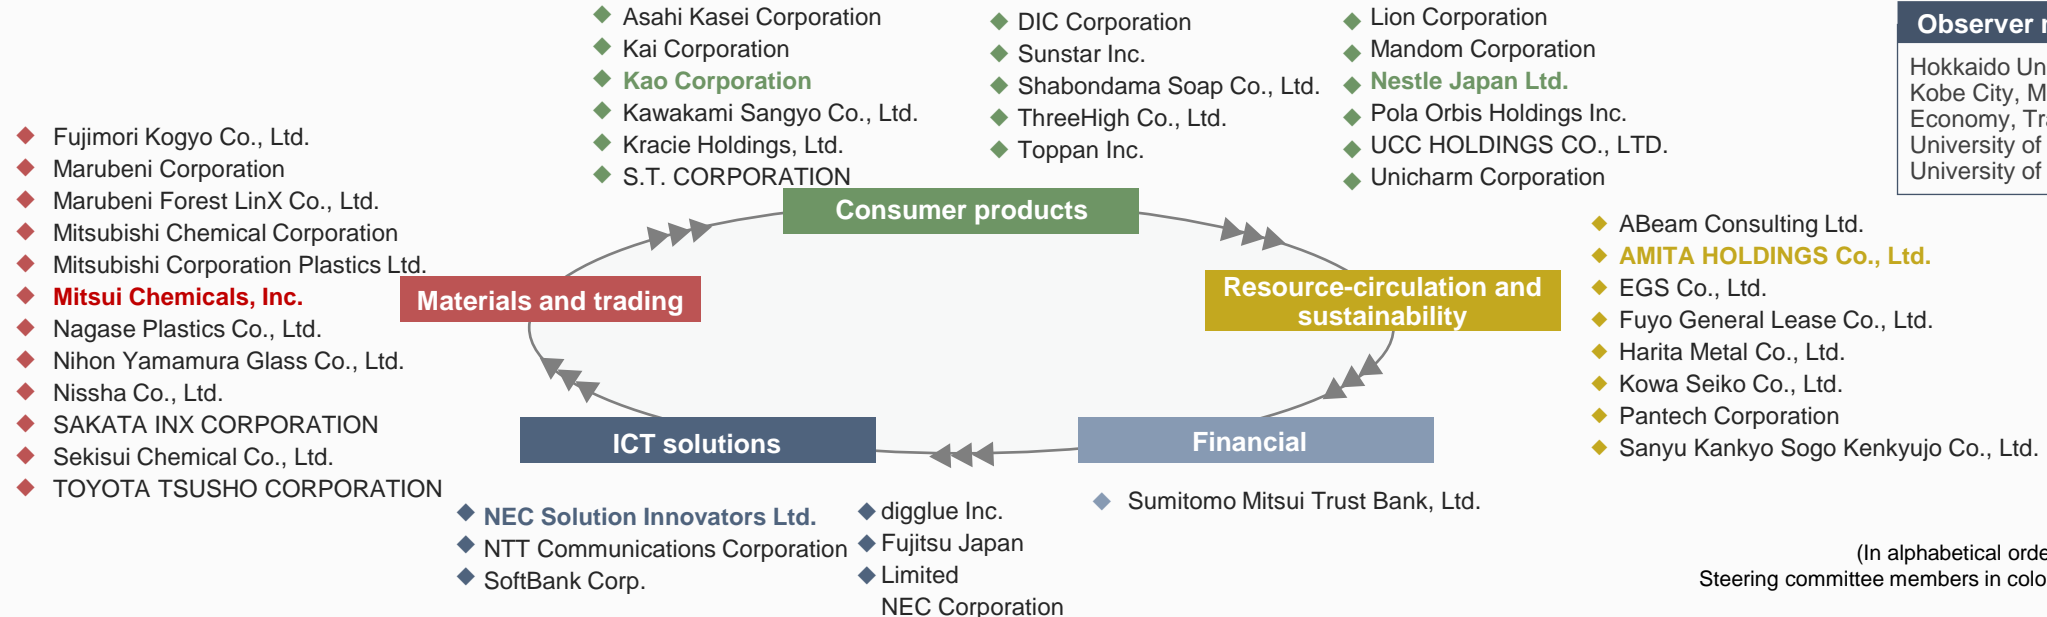 Asahi Kasei Corporation
Kai Corporation
Kao Corporation
Kawakami Sangyo Co., Ltd.
Kracie Holdings, Ltd.
S.T. CORPORATION
DIC Corporation
Sunstar Inc.
Shabondama Soap Co., Ltd.
ThreeHigh Co., Ltd.
Toppan Inc.
Lion Corporation
Mandom Corporation
Nestle Japan Ltd.
Pola Orbis Holdings Inc.
UCC HOLDINGS CO., LTD.
Unicharm Corporation
Observer
Hokkaido
Kobe City,
Economy,
University of
University of
Fujimori Kogyo Co., Ltd.
Marubeni Corporation
Marubeni Forest LinX Co., Ltd.
Mitsubishi Chemical Corporation
Mitsubishi Corporation Plastics Ltd.
Mitsui Chemicals, Inc.
Nagase Plastics Co., Ltd.
Nihon Yamamura Glass Co., Ltd.
Nissha Co., Ltd.
SAKATA INX CORPORATION
Sekisui Chemical Co., Ltd.
TOYOTA TSUSHO CORPORATION
Consumer products
Materials and trading
Resource-circulation and
sustainability
ICT solutions
Financial
ABeam Consulting Ltd.
AMITA HOLDINGS Co., Ltd.
EGS Co., Ltd.
Fuyo General Lease Co., Ltd.
Harita Metal Co., Ltd.
Kowa Seiko Co., Ltd.
Pantech Corporation
Sanyu Kankyo Sogo Kenkyujo Co., Ltd.
NEC Solution Innovators Ltd.
NTT Communications Corporation
SoftBank Corp.
digglue Inc.
Fujitsu Japan
Limited
NEC Corporation
Sumitomo Mitsui Trust Bank, Ltd.
(In alphabetical
Steering committee members in